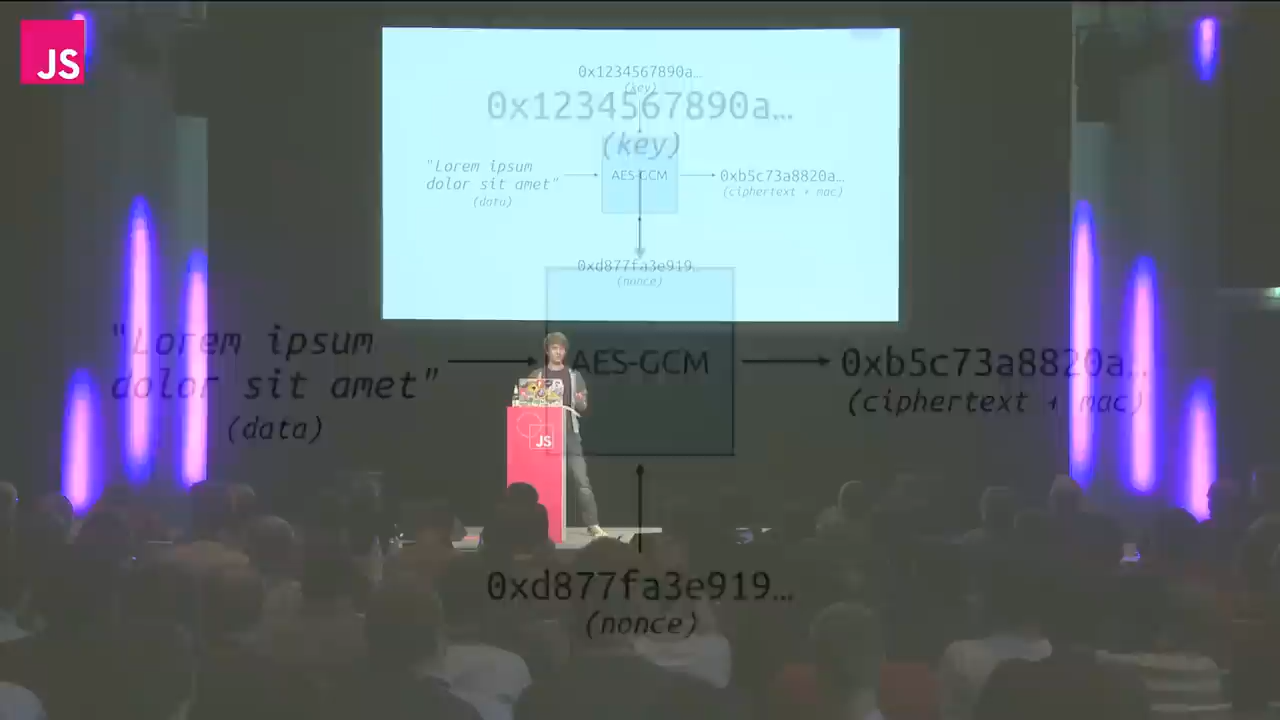 JS
0x1234567890a…
(key)
"Lorem ipsum
dolor sit amet"
(data)
AES-GCM
0xb5c73a8820a…
(ciphertext + mac)
0xd877fa3e919…
(nonce)
0x1234567890a…
(key)
"Lorem ipsum
dolor sit amet"
(data)
AES-GCM
0xb5c73a8820a…
(ciphertext + mac)
0xd877fa3e919…
(nonce)
JS